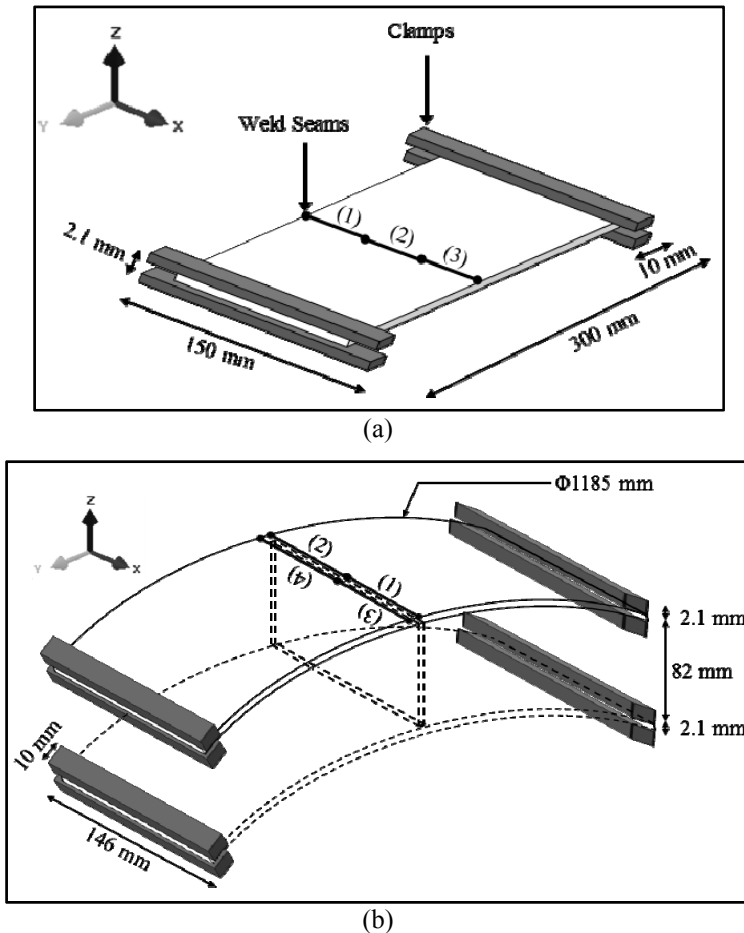 Z
Y
X
Clamps
Weld Seams
(1)
(2)
(3)
2.1 mm
10 mm
150 mm
300 mm
(a)
Z
Y
X
Φ1185 mm
(2)
(1)
(4)
(3)
2.1 mm
82 mm
2.1 mm
10 mm
146 mm
(b)